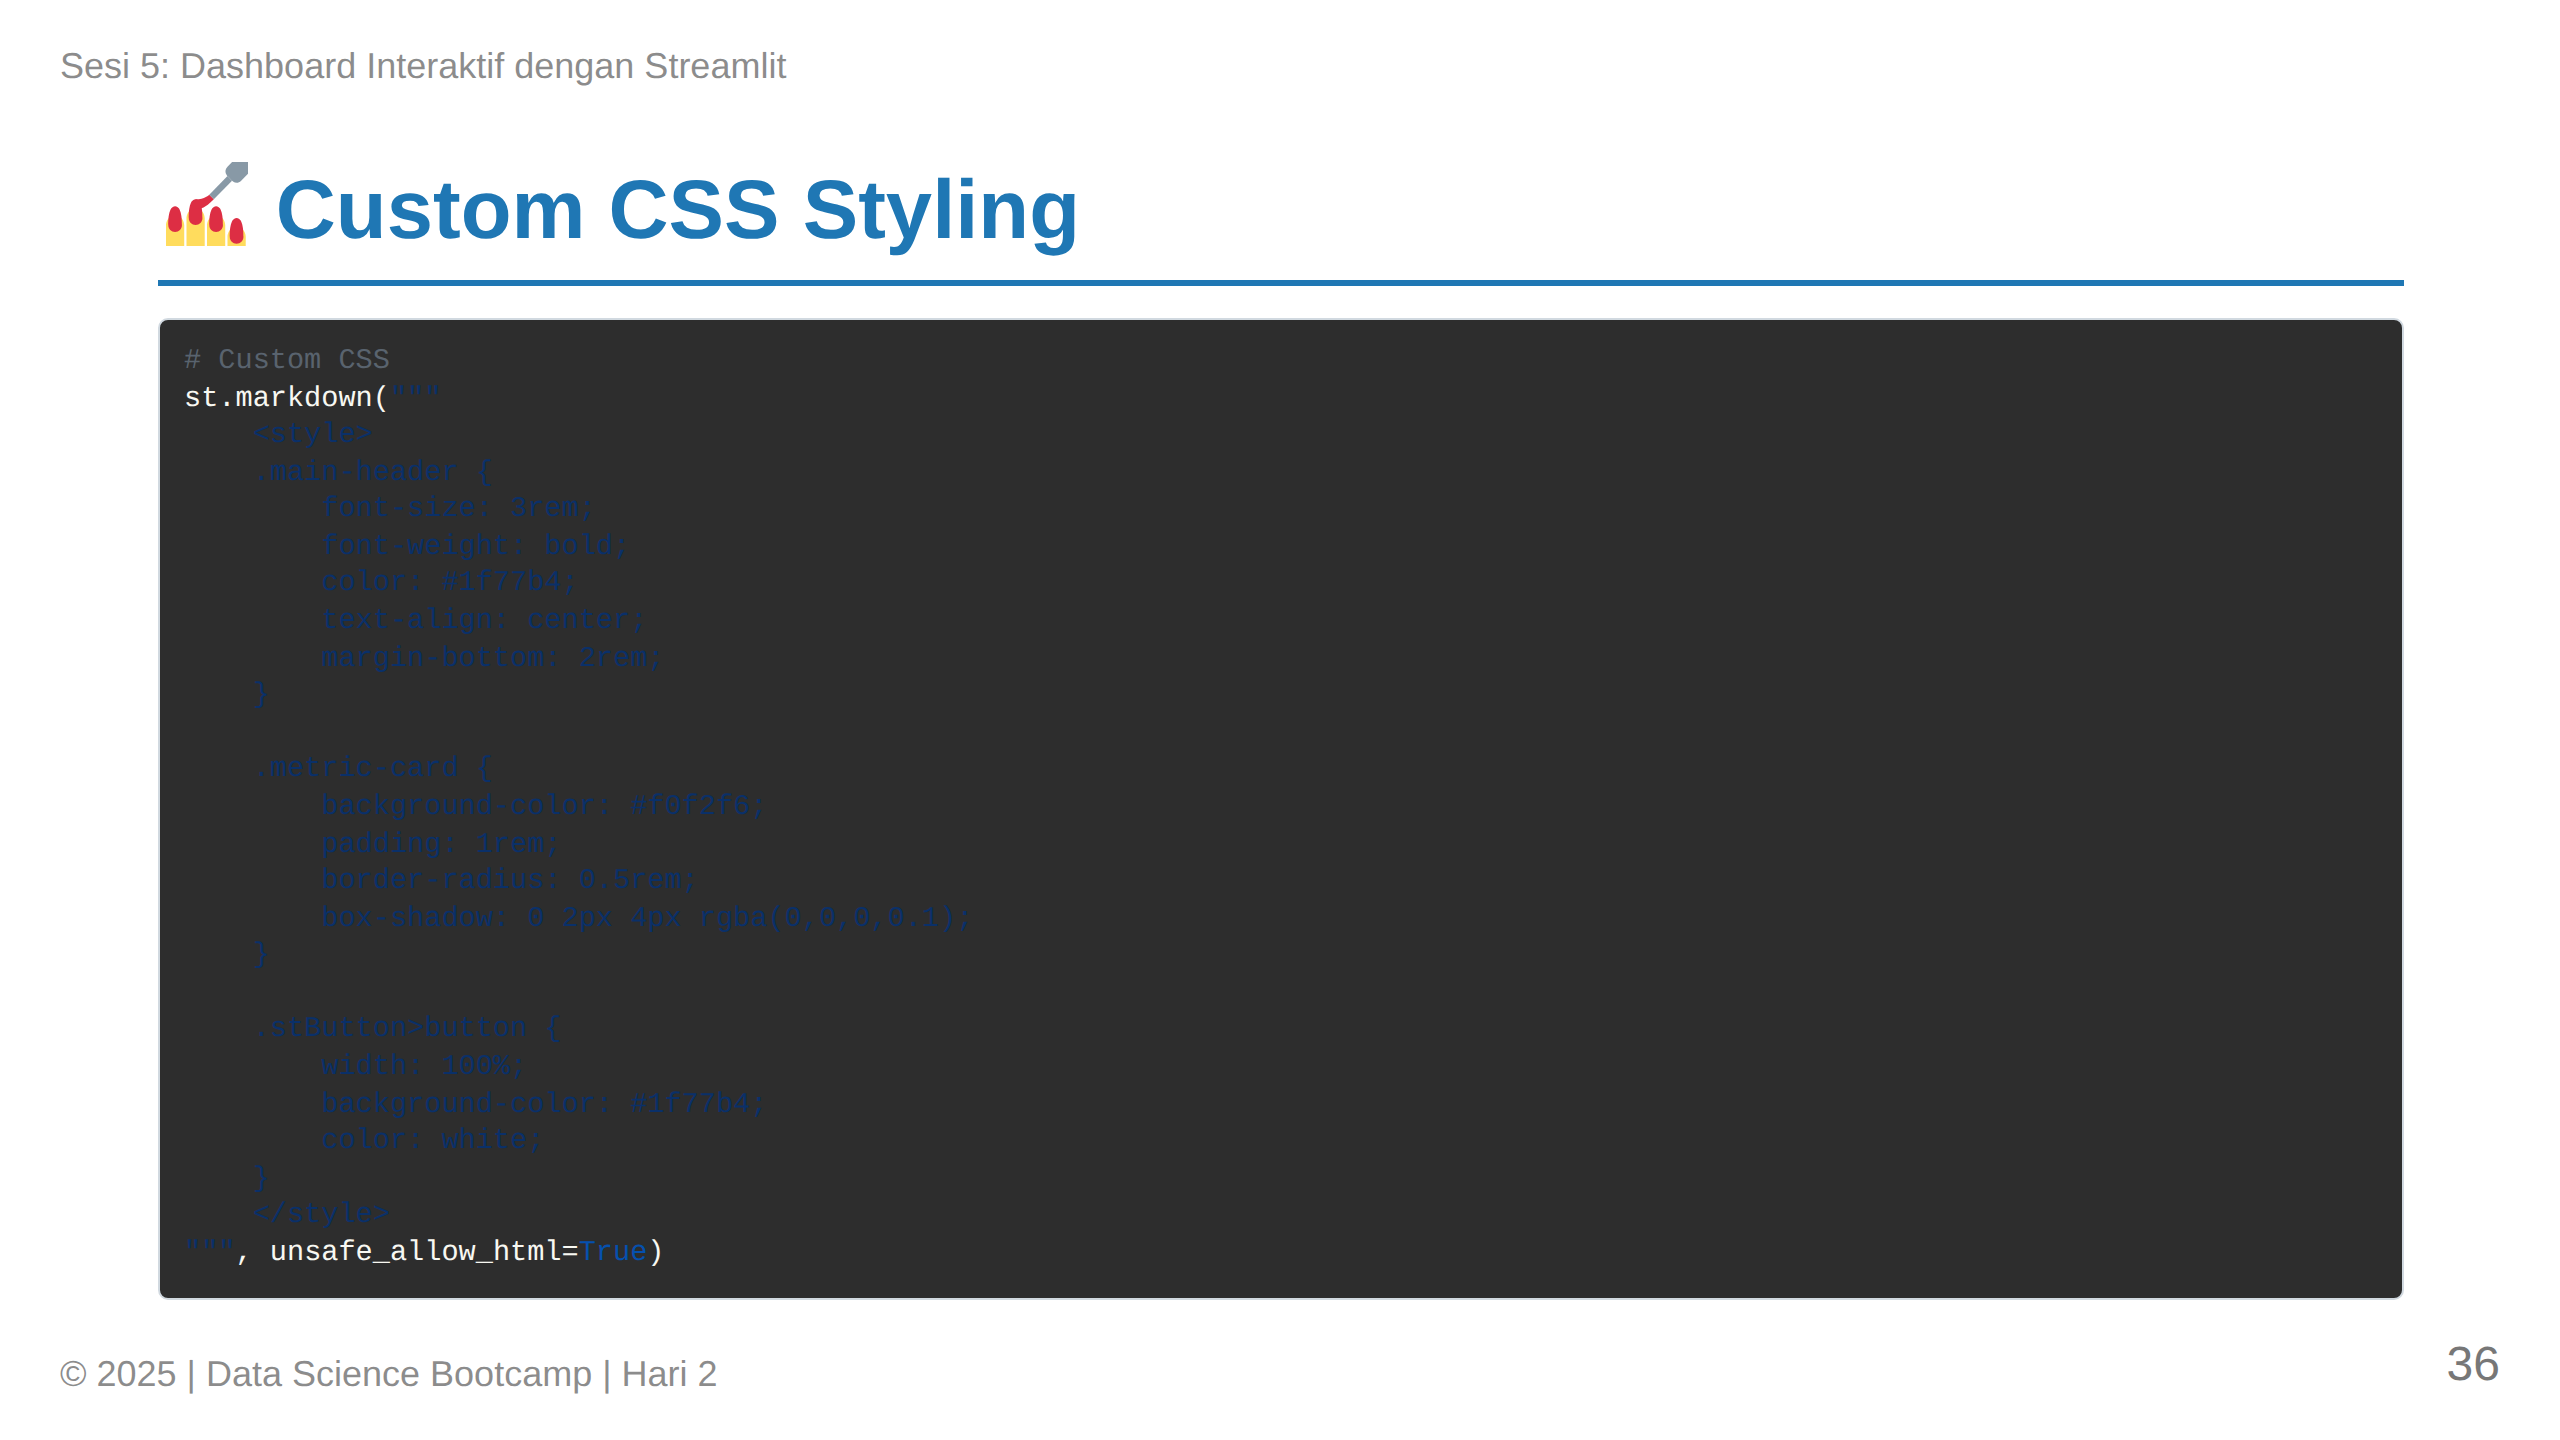 Sesi 5: Dashboard Interaktif dengan Streamlit
💅 Custom CSS Styling
# Custom CSS
st.markdown("""
    <style>
    .main-header {
        font-size: 3rem;
        font-weight: bold;
        color: #1f77b4;
        text-align: center;
        margin-bottom: 2rem;
    }

    .metric-card {
        background-color: #f0f2f6;
        padding: 1rem;
        border-radius: 0.5rem;
        box-shadow: 0 2px 4px rgba(0,0,0,0.1);
    }

    .stButton>button {
        width: 100%;
        background-color: #1f77b4;
        color: white;
    }
    </style>
""", unsafe_allow_html=True)
© 2025 | Data Science Bootcamp | Hari 2
36